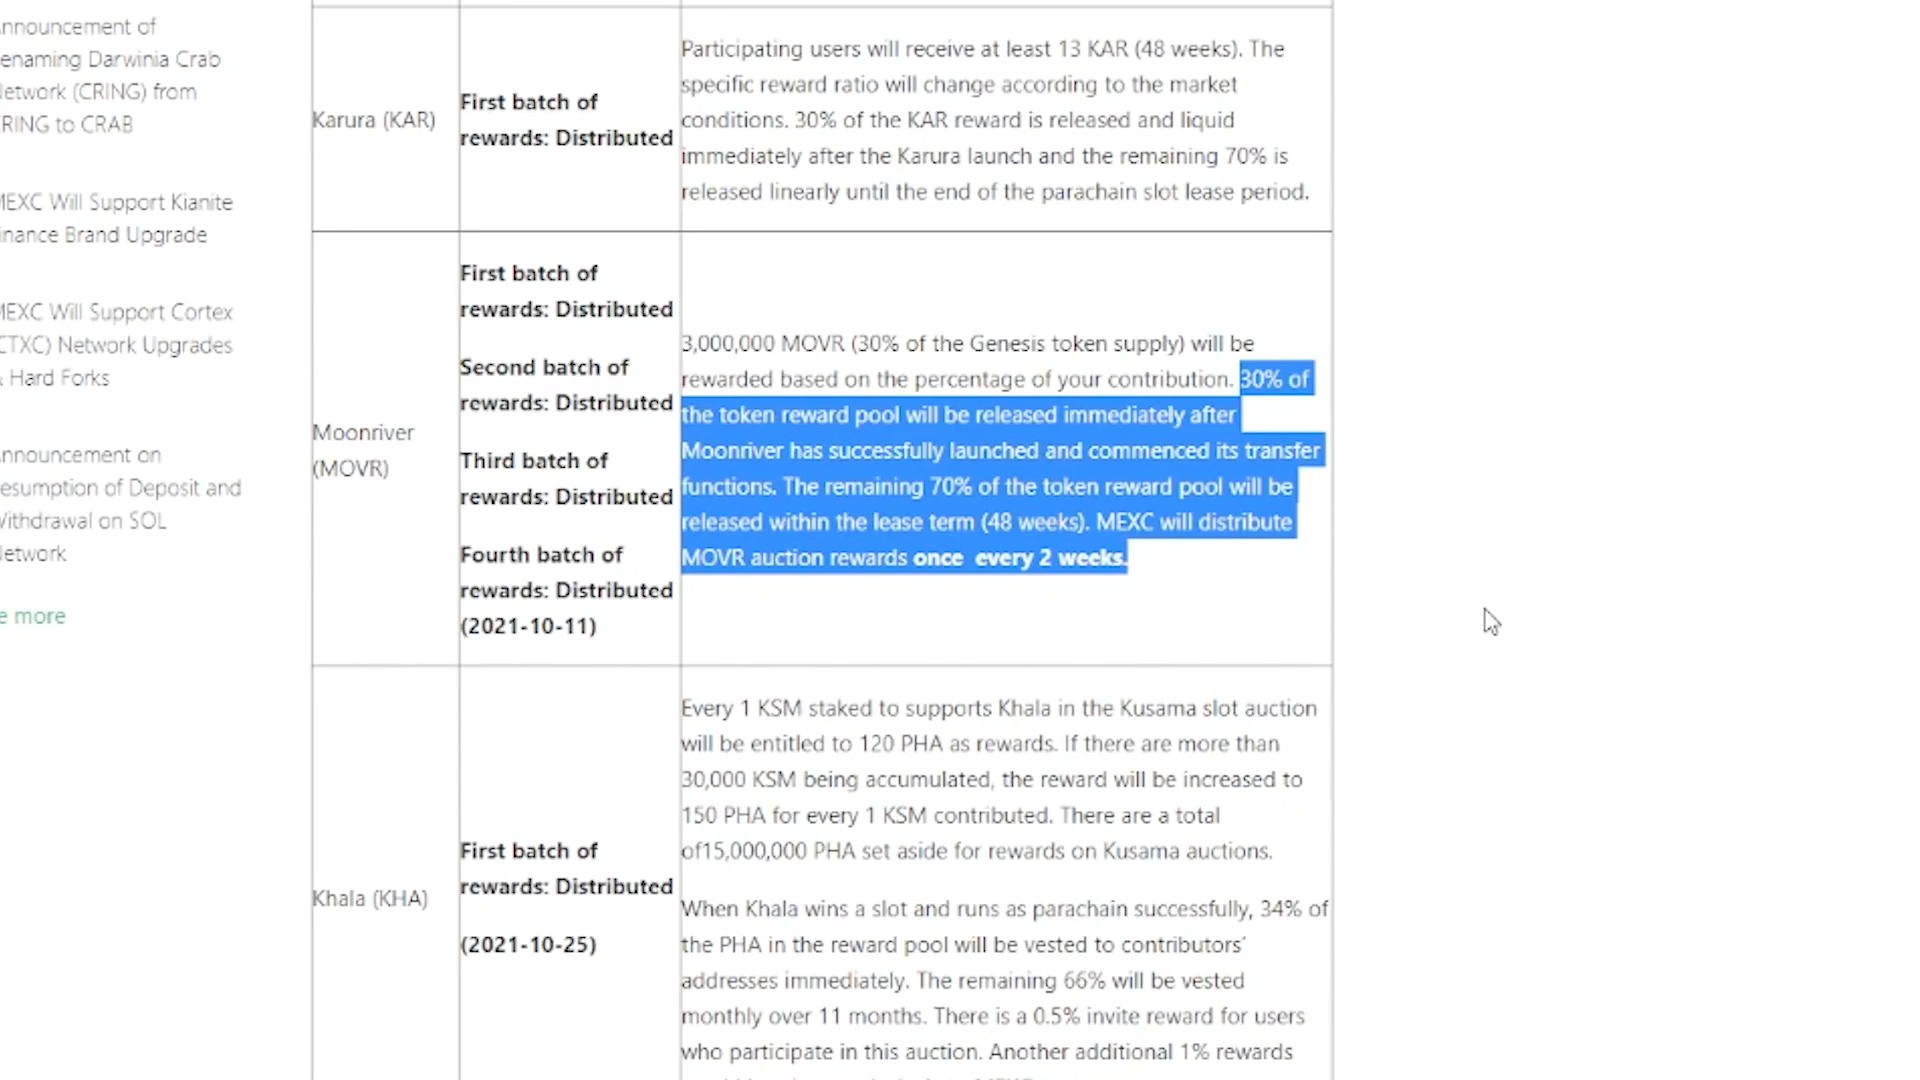 nnouncement of
enaming Darwinia Crab
etwork (CRING) from
RING to CRAB
MEXC Will Support Kianite
inance Brand Upgrade
MEXC Will Support Cortex
CTXC) Network Upgrades
& Hard Forks
nnouncement on
esumption of Deposit and
Withdrawal on SOL
etwork
e more
Karura (KAR)
First batch of
rewards: Distributed
Participating users will receive at least 13 KAR (48 weeks). The
specific reward ratio will change according to the market
conditions. 30% of the KAR reward is released and liquid
immediately after the Karura launch and the remaining 70% is
released linearly until the end of the parachain slot lease period.
Moonriver
(MOVR)
First batch of
rewards: Distributed
Second batch of
rewards: Distributed
Third batch of
rewards: Distributed
Fourth batch of
rewards: Distributed
(2021-10-11)
3,000,000 MOVR (30% of the Genesis token supply) will be
rewarded based on the percentage of your contribution. 30% of
the token reward pool will be released immediately after
Moonriver has successfully launched and commenced its transfer
functions. The remaining 70% of the token reward pool will be
released within the lease term (48 weeks). MEXC will distribute
MOVR auction rewards once  every 2 weeks.
Khala (KHA)
First batch of
rewards: Distributed
(2021-10-25)
Every 1 KSM staked to supports Khala in the Kusama slot auction
will be entitled to 120 PHA as rewards. If there are more than
30,000 KSM being accumulated, the reward will be increased to
150 PHA for every 1 KSM contributed. There are a total
of15,000,000 PHA set aside for rewards on Kusama auctions.
When Khala wins a slot and runs as parachain successfully, 34% of
the PHA in the reward pool will be vested to contributors’
addresses immediately. The remaining 66% will be vested
monthly over 11 months. There is a 0.5% invite reward for users
who participate in this auction. Another additional 1% rewards